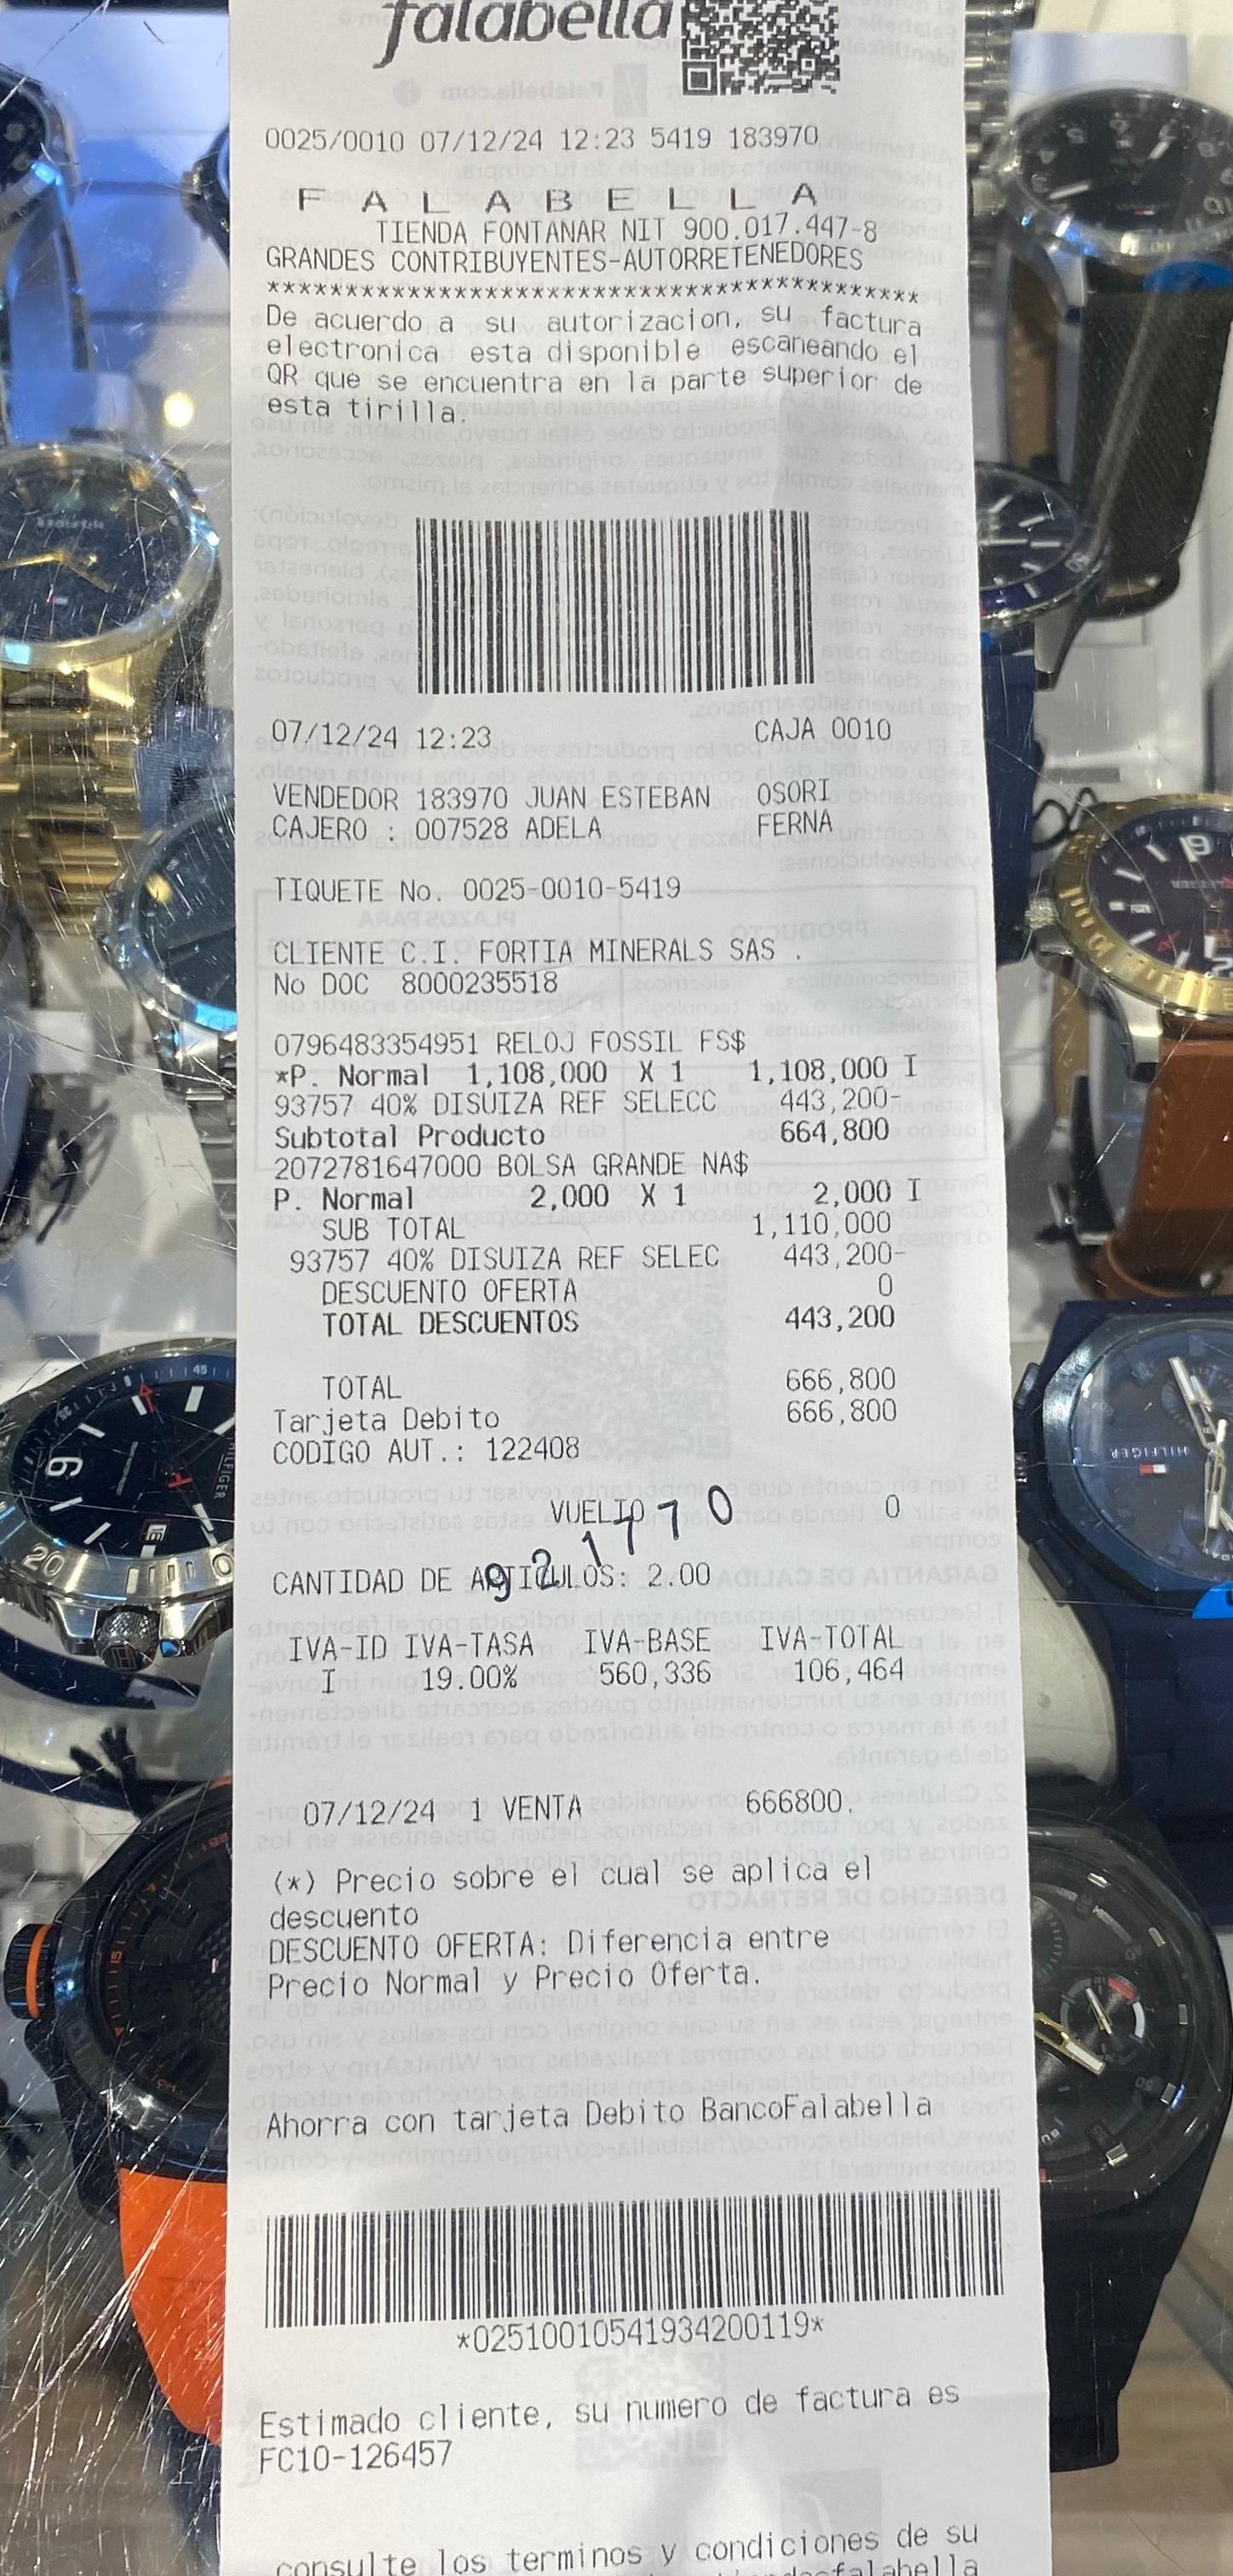 falabella
0025/0010 07/12/24 12:23 5419 183970
F A L A B E L L A
TIENDA FONTANAR NIT 900.017.447-8
GRANDES CONTRIBUYENTES-AUTORRETENEDORES
******************************************
De acuerdo a su autorizacion, su factura
electronica esta disponible escaneando el
QR que se encuentra en la parte superior de
esta tirilla.
07/12/24 12:23 CAJA 0010
VENDEDOR 183970 JUAN ESTEBAN OSORI
CAJERO : 007528 ADELA FERNA
TIQUETE No. 0025-0010-5419
CLIENTE C.I. FORTIA MINERALS SAS .
No DOC 8000235518
0796483354951 RELOJ FOSSIL FS$
*P. Normal 1,108,000 X 1 1,108,000 I
93757 40% DISUIZA REF SELECC 443,200-
Subtotal Producto 664,800
2072781647000 BOLSA GRANDE NA$
P. Normal 2,000 X 1 2,000 I
SUB TOTAL 1,110,000
93757 40% DISUIZA REF SELEC 443,200-
DESCUENTO OFERTA 0
TOTAL DESCUENTOS 443,200
TOTAL 666,800
Tarjeta Debito 666,800
CODIGO AUT.: 122408
VUELTO 0
921770
CANTIDAD DE ARTICULOS: 2.00
IVA-ID IVA-TASA IVA-BASE IVA-TOTAL
I 19.00% 560,336 106,464
07/12/24 1 VENTA 666800.
(*) Precio sobre el cual se aplica el
descuento
DESCUENTO OFERTA: Diferencia entre
Precio Normal y Precio Oferta.
Ahorra con tarjeta Debito BancoFalabella
*02510010541934200119*
Estimado cliente, su numero de factura es
FC10-126457
consulte los terminos y condiciones de su